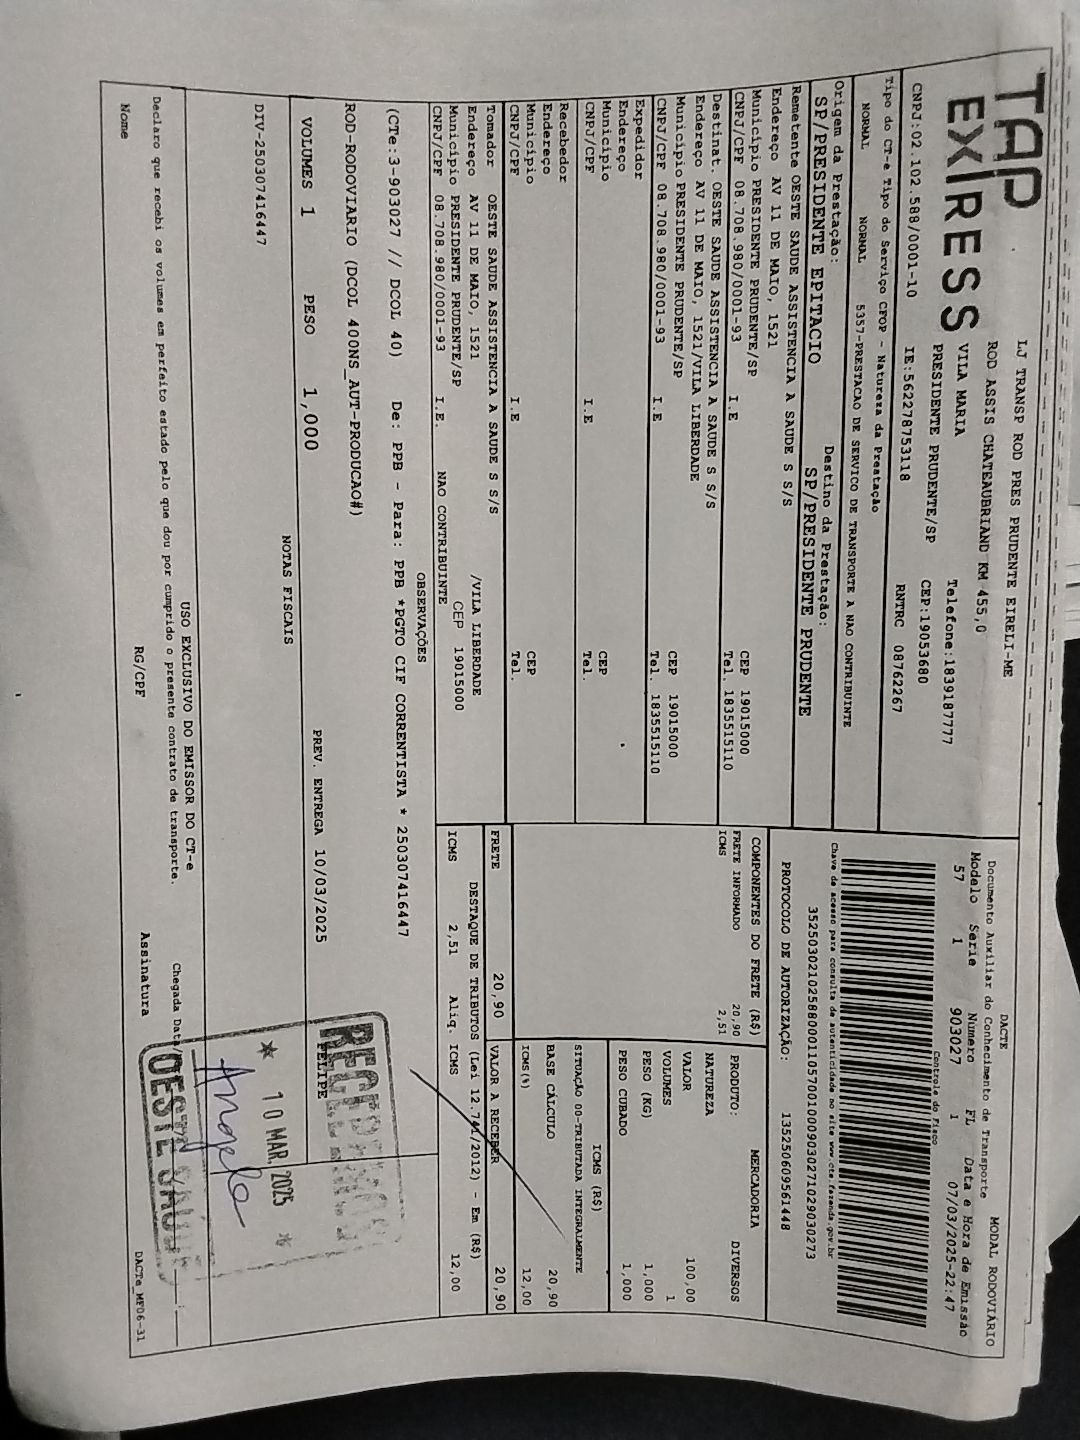 TAP
EXPRESS
LJ TRANSP ROD PRES PRUDENTE EIRELI-ME
ROD ASSIS CHATEAUBRIAND KM 455,0
VILA MARIA Telefone:1839187777
PRESIDENTE PRUDENTE/SP CEP:19053680
CNPJ:02.102.588/0001-10 IE:562278753118 RNTRC 08762267
Tipo do CT-e Tipo do Serviço CFOP - Natureza da Prestação
NORMAL NORMAL 5357-PRESTACAO DE SERVICO DE TRANSPORTE A NAO CONTRIBUINTE
Origem da Prestação: Destino da Prestação:
SP/PRESIDENTE EPITACIO SP/PRESIDENTE PRUDENTE
Remetente OESTE SAUDE ASSISTENCIA A SAUDE S S/S
Endereço AV 11 DE MAIO, 1521
Município PRESIDENTE PRUDENTE/SP CEP 19015000
CNPJ/CPF 08.708.980/0001-93 I.E Tel. 1835515110
Destinat. OESTE SAUDE ASSISTENCIA A SAUDE S S/S
Endereço AV 11 DE MAIO, 1521/VILA LIBERDADE
Município PRESIDENTE PRUDENTE/SP CEP 19015000
CNPJ/CPF 08.708.980/0001-93 I.E Tel. 1835515110
Expedidor
Endereço
Município CEP
CNPJ/CPF I.E Tel.
Recebedor
Endereço
Município CEP
CNPJ/CPF I.E Tel.
Tomador OESTE SAUDE ASSISTENCIA A SAUDE S S/S
Endereço AV 11 DE MAIO, 1521 /VILA LIBERDADE
Município PRESIDENTE PRUDENTE/SP CEP 19015000
CNPJ/CPF 08.708.980/0001-93 I.E. NAO CONTRIBUINTE
DACTE MODAL RODOVIÁRIO
Documento Auxiliar do Conhecimento de Transporte
Modelo Serie Número FL Data e Hora de Emissão
57 1 903027 1 07/03/2025-22:47
Controle do Fisco
Chave de acesso para consulta de autenticidade no site www.cte.fazenda.gov.br
35250302102588000110570010009030271029030273
PROTOCOLO DE AUTORIZAÇÃO: 135250609561448
COMPONENTES DO FRETE (R$)
FRETE INFORMADO 20,90
ICMS 2,51
PRODUTO: MERCADORIA
NATUREZA DIVERSOS
VALOR 100,00
VOLUMES 1
PESO (KG) 1,000
PESO CUBADO 1,000
ICMS (R$)
SITUAÇÃO 00-TRIBUTADA INTEGRALMENTE
BASE CÁLCULO 20,90
ICMS(%) 12,00
FRETE 20,90 VALOR A RECEBER 20,90
DESTAQUE DE TRIBUTOS (Lei 12.741/2012) - Em (R$)
ICMS 2,51 Aliq. ICMS 12,00
OBSERVAÇÕES
(CTe:3-903027 // DCOL 40) De: PPB - Para: PPB *PGTO CIF CORRENTISTA * 250307416447
ROD-RODOVIARIO (DCOL 400NS_AUT-PRODUCAO#)
VOLUMES 1 PESO 1,000 PREV. ENTREGA 10/03/2025 FELIPE
NOTAS FISCAIS
DIV-250307416447
USO EXCLUSIVO DO EMISSOR DO CT-e
Declaro que recebi os volumes em perfeito estado pelo que dou por cumprido o presente contrato de transporte.
Chegada Data
Nome RG/CPF Assinatura
DACTe_MF06-31
RECEBEMOS
* 10 MAR. 2025 *
OESTE SAÚDE